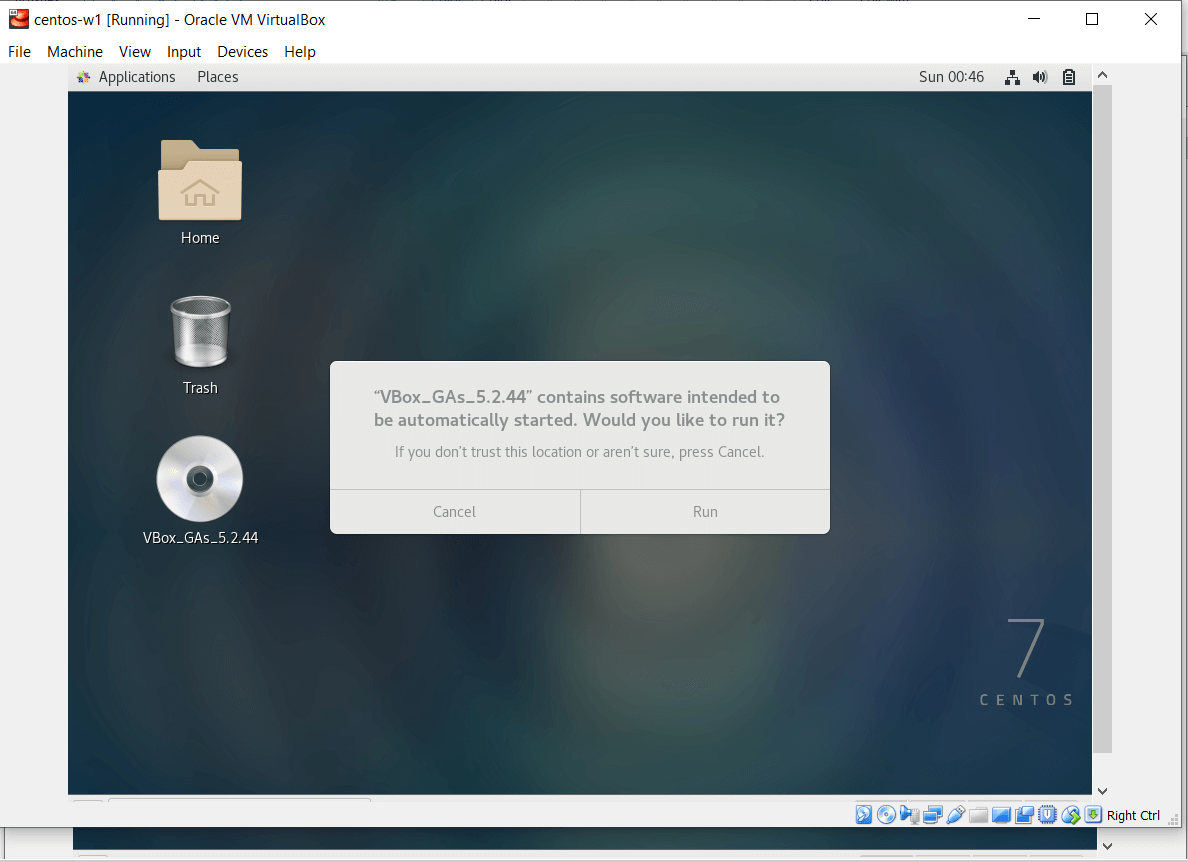 centos-w1 [Running] - Oracle VM VirtualBox
File Machine View Input Devices Help
Applications Places Sun 00:46
Home
Trash
“VBox_GAs_5.2.44” contains software intended to
be automatically started. Would you like to run it?
If you don’t trust this location or aren’t sure, press Cancel.
Cancel Run
VBox_GAs_5.2.44
7
CENTOS
Right Ctrl